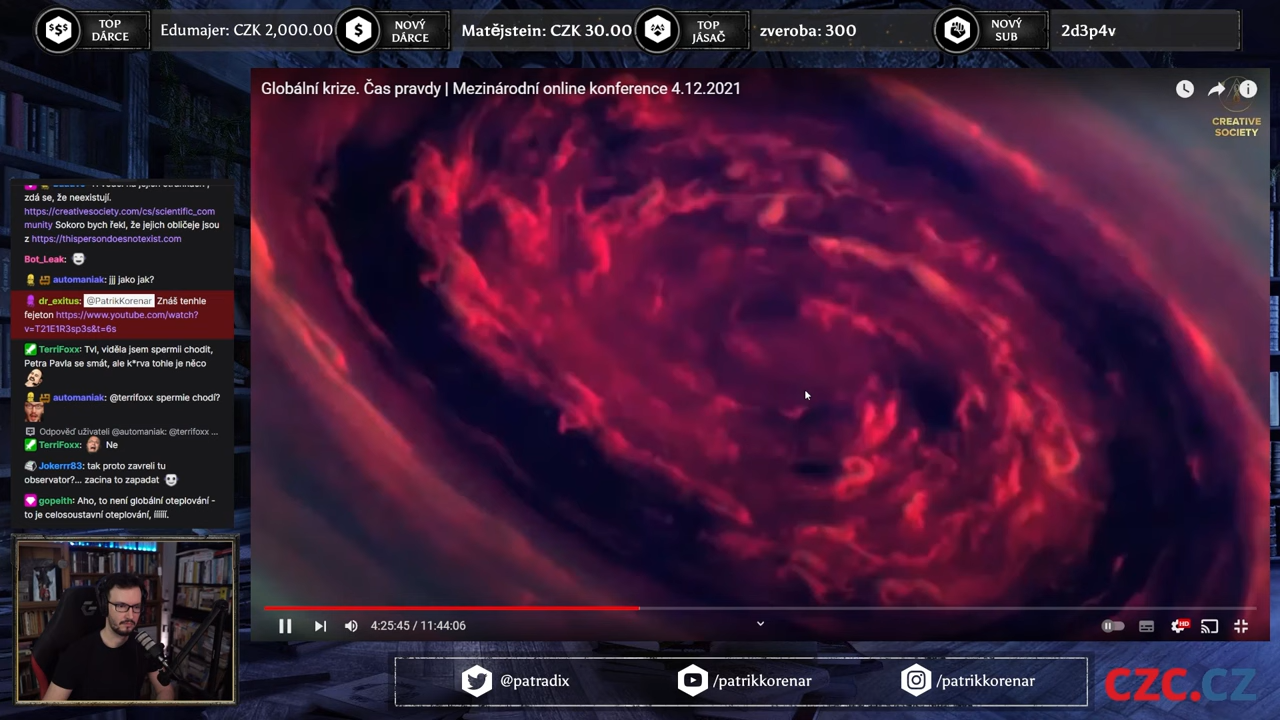 TOP
DÁRCE
Edumajer: CZK 2,000.00
NOVÝ
DÁRCE
Matějstein: CZK 30.00
TOP
JÁSAČ
zveroba: 300
NOVÝ
SUB
2d3p4v
Globální krize. Čas pravdy | Mezinárodní online konference 4.12.2021
CREATIVE
SOCIETY
zdá se, že neexistují.
https://creativesociety.com/cs/scientific_com
munity Sokoro bych řekl, že jejich obličeje jsou
z https://thispersondoesnotexist.com
Bot_Leak:
automaniak: jjj jako jak?
dr_exitus: @PatrikKorenar Znáš tenhle
fejeton https://www.youtube.com/watch?
v=T21E1R3sp3s&t=6s
TerriFoxx: Tvl, viděla jsem spermii chodit,
Petra Pavla se smát, ale k*rva tohle je něco
automaniak: @terrifoxx spermie chodí?
Odpověď uživateli @automaniak: @terrifoxx ...
TerriFoxx: Ne
Jokerrr83: tak proto zavreli tu
observator?... zacina to zapadat
gopeith: Aho, to není globální oteplování -
to je celosoustavní oteplování, íííííí.
4:25:45 / 11:44:06
HD
@patradix
/patrikkorenar
/patrikkorenar
CZC.CZ